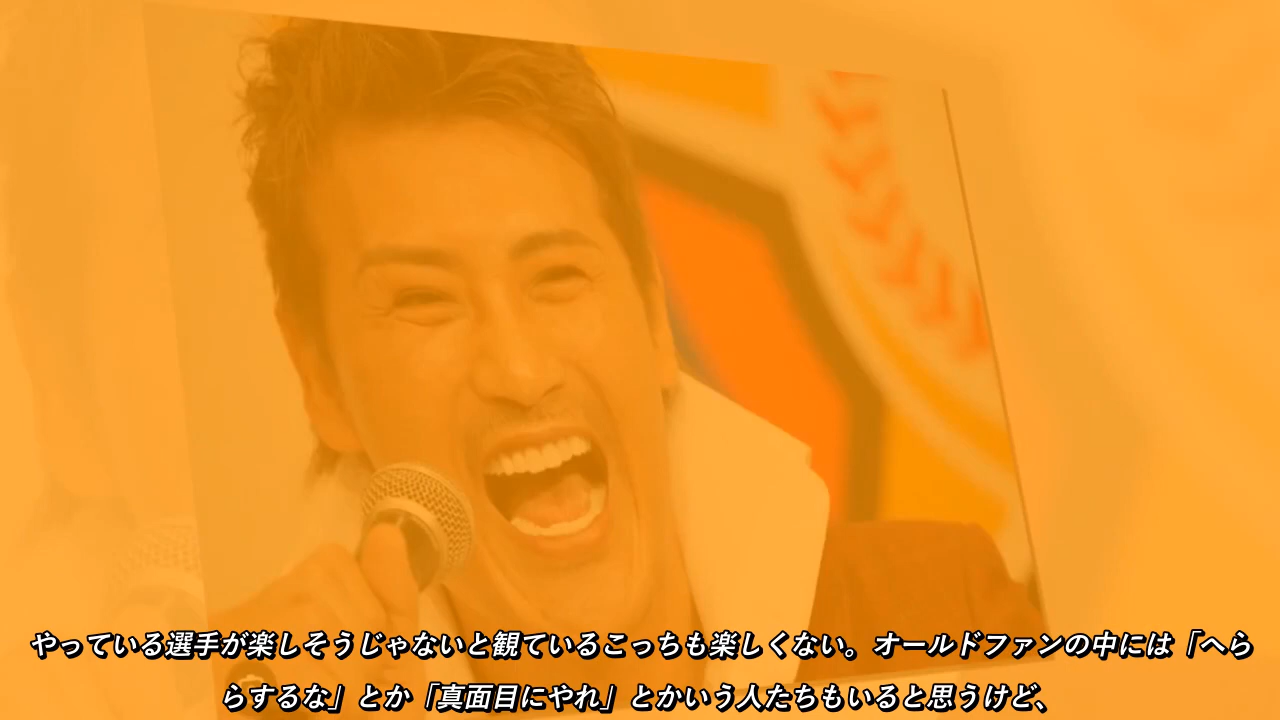 やっている選手が楽しそうじゃないと観ているこっちも楽しくない。オールドファンの中には「へら
らするな」とか「真面目にやれ」とかいう人たちもいると思うけど、